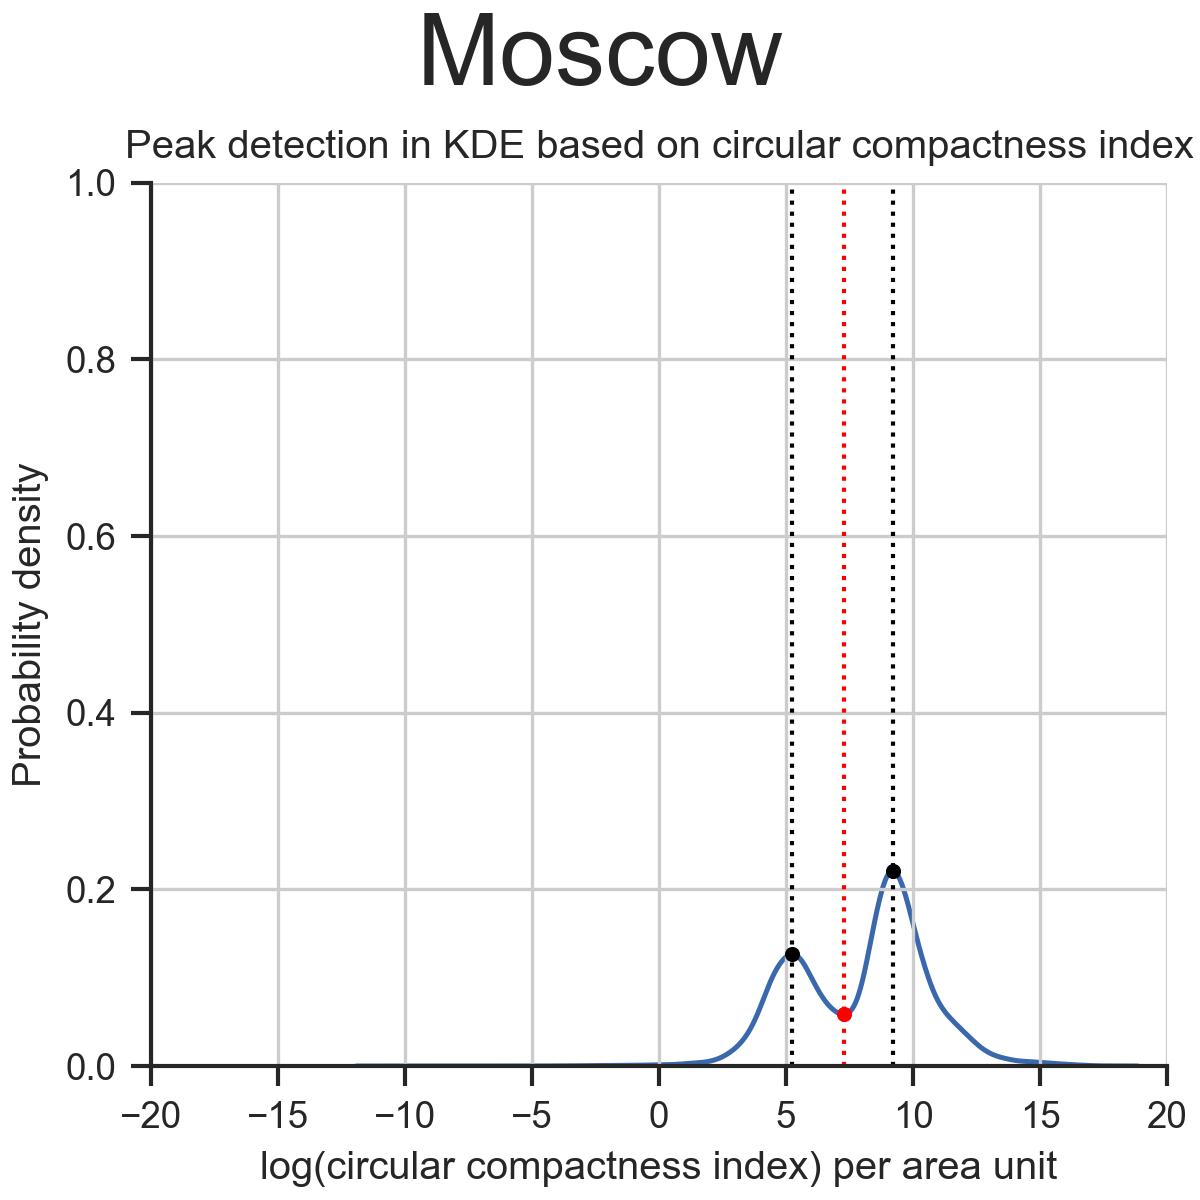 Moscow
Peak detection in KDE based on circular compactness index
1.0
0.8
0.6
0.4
0.2
0.0
Probability density
−20 −15 −10 −5 0 5 10 15 20
log(circular compactness index) per area unit